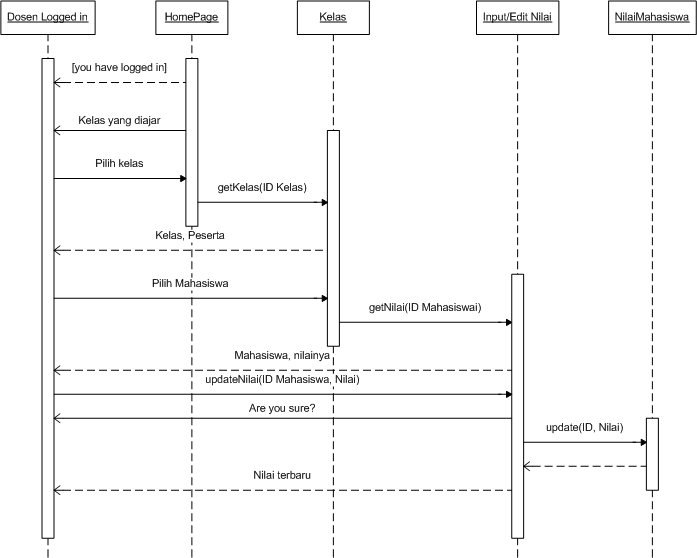 Dosen Logged in
HomePage
Kelas
Input/Edit Nilai
NilaiMahasiswa
[you have logged in]
Kelas yang diajar
Pilih kelas
getKelas(ID Kelas)
Kelas, Peserta
Pilih Mahasiswa
getNilai(ID Mahasiswai)
Mahasiswa, nilainya
updateNilai(ID Mahasiswa, Nilai)
Are you sure?
update(ID, Nilai)
Nilai terbaru